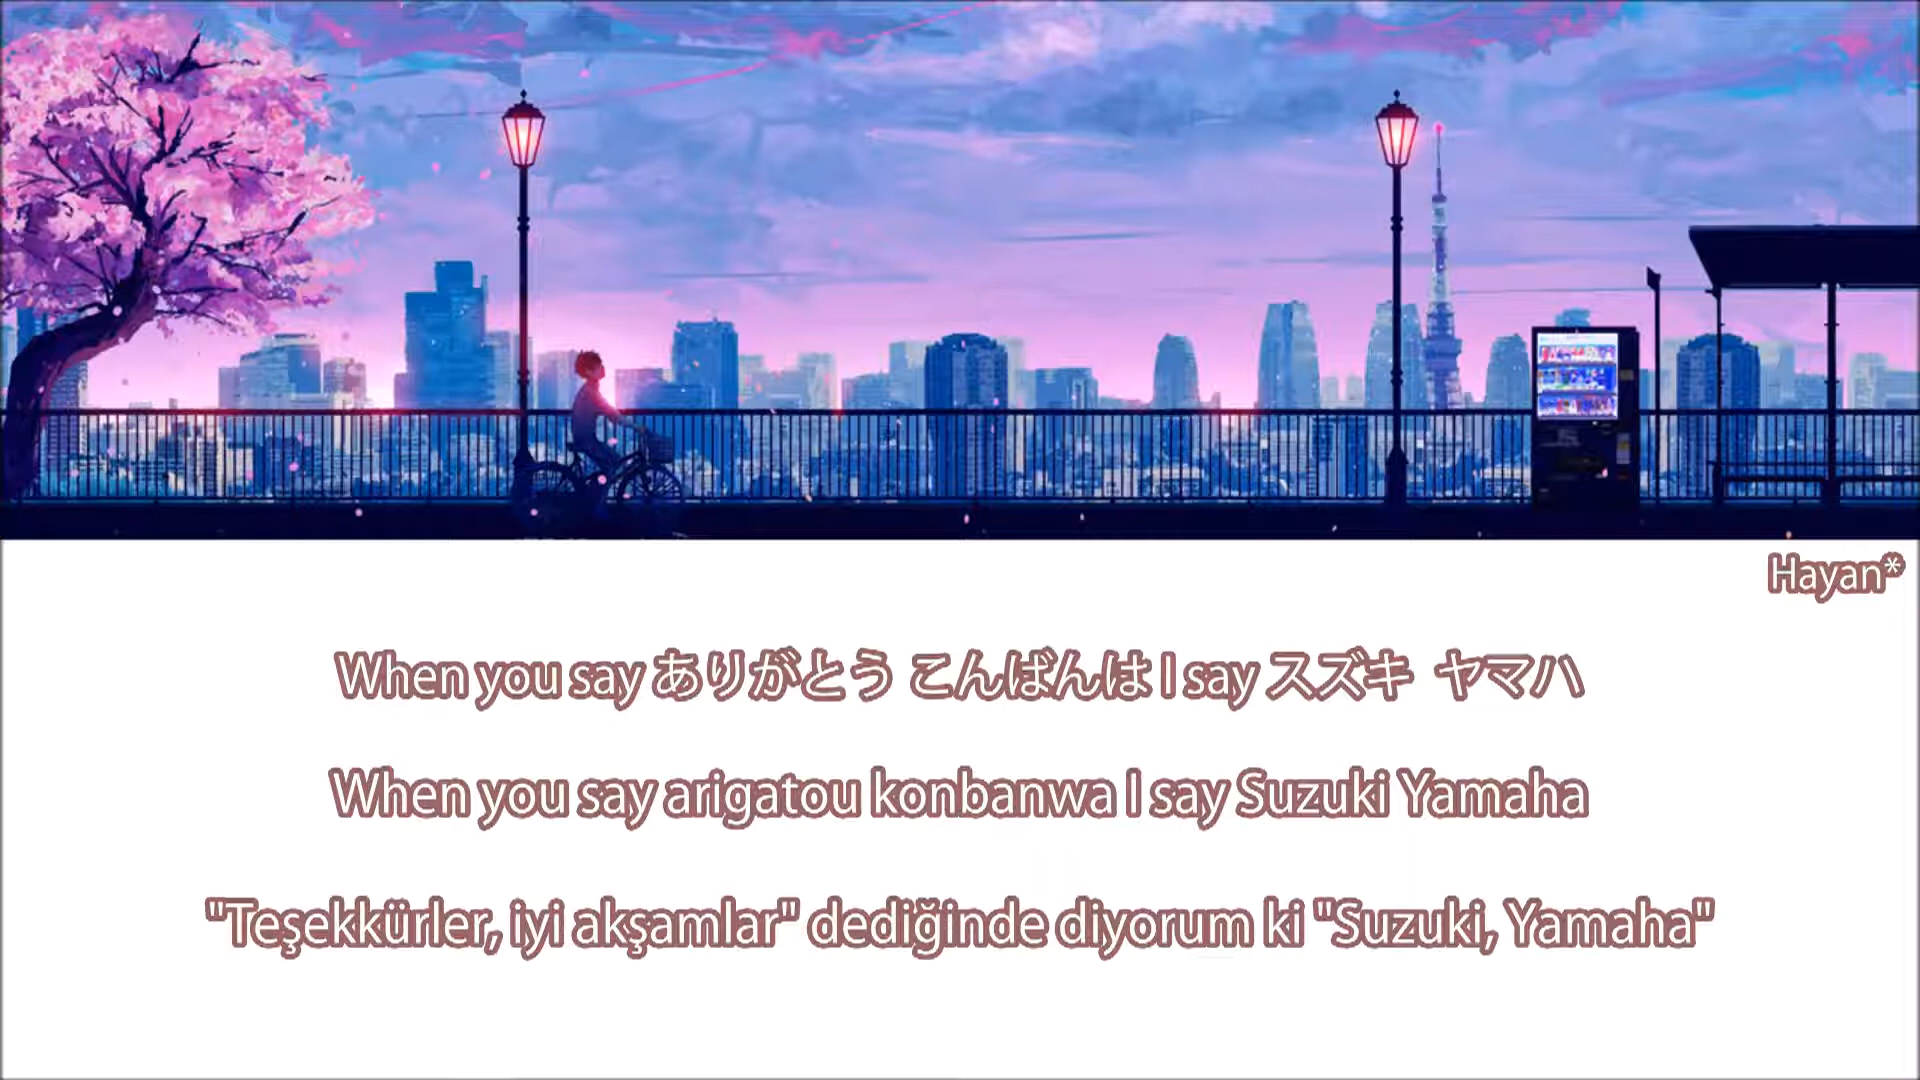 Hayan*
When you say ありがとう こんばんは I say スズキ ヤマハ
When you say arigatou konbanwa I say Suzuki Yamaha
"Teşekkürler, iyi akşamlar" dediğinde diyorum ki "Suzuki, Yamaha"